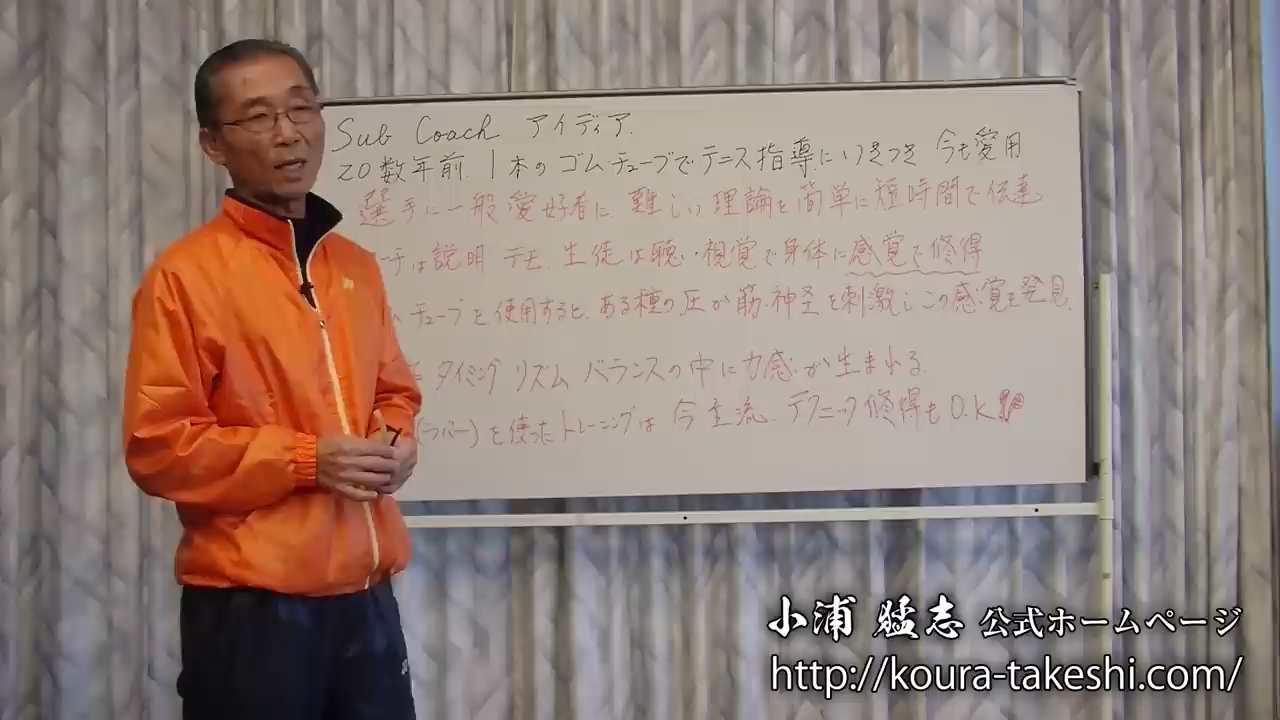 Sub Coach アイディア.
20数年前 1本のゴムチューブでテニス指導にいきつき 今も愛用
選手に一般愛好者に、難しい理論を簡単に短時間で伝達
ーチは説明 デモ. 生徒は聴・視覚で身体に感覚で修得
ムチューブを使用すると、ある種の圧が筋・神経を刺激しこの感覚を発見.
タイミング リズム バランスの中に力感が生まれる.
(ラバー)を使ったトレーニングは 今主流. テクニック修得もO.K
小浦 猛志 公式ホームページ
http://koura-takeshi.com/